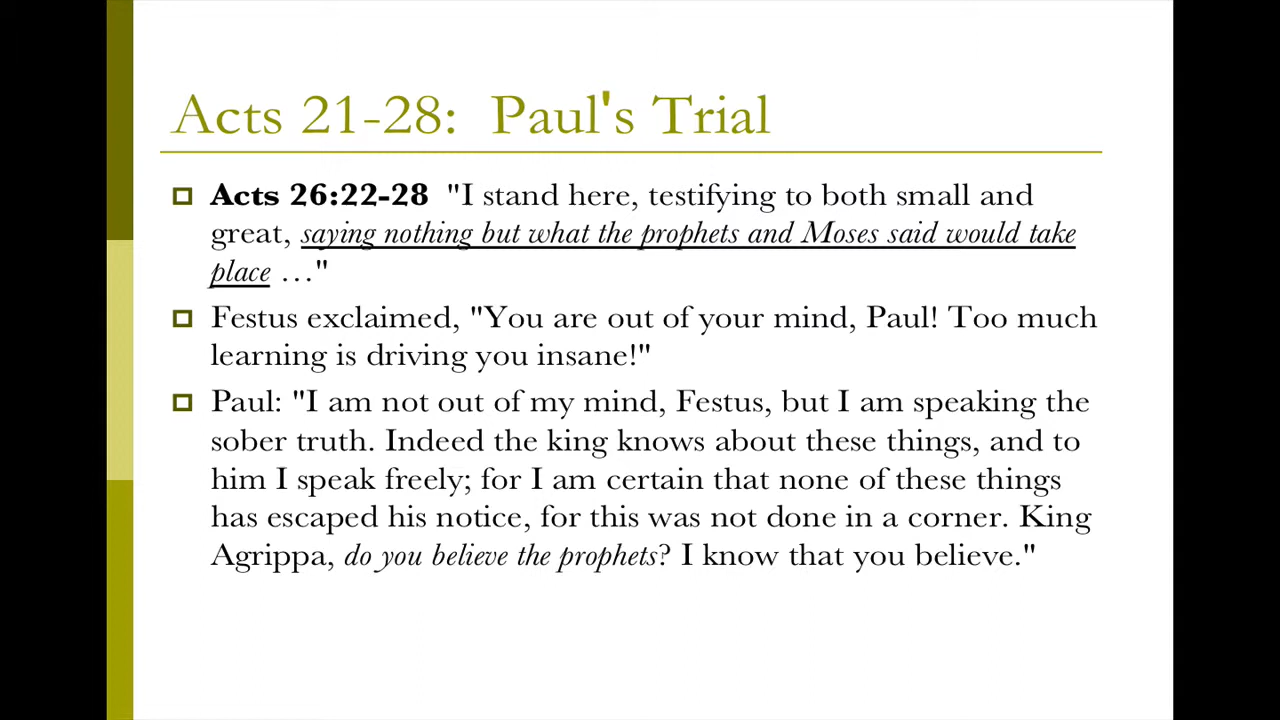 Acts 21-28:  Paul's Trial
Acts 26:22-28  "I stand here, testifying to both small and
great, saying nothing but what the prophets and Moses said would take
place …"
Festus exclaimed, "You are out of your mind, Paul! Too much
learning is driving you insane!"
Paul: "I am not out of my mind, Festus, but I am speaking the
sober truth. Indeed the king knows about these things, and to
him I speak freely; for I am certain that none of these things
has escaped his notice, for this was not done in a corner. King
Agrippa, do you believe the prophets? I know that you believe."